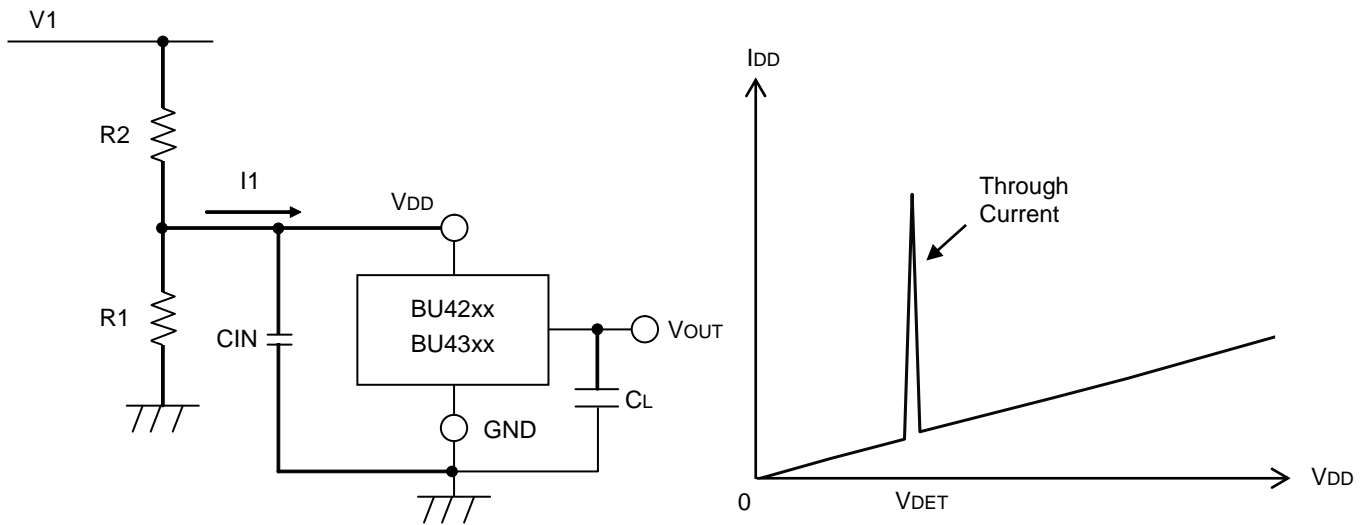 V1
R2
I1
VDD
R1
CIN
BU42xx
BU43xx
VOUT
CL
GND
IDD
Through
Current
0
VDET
VDD